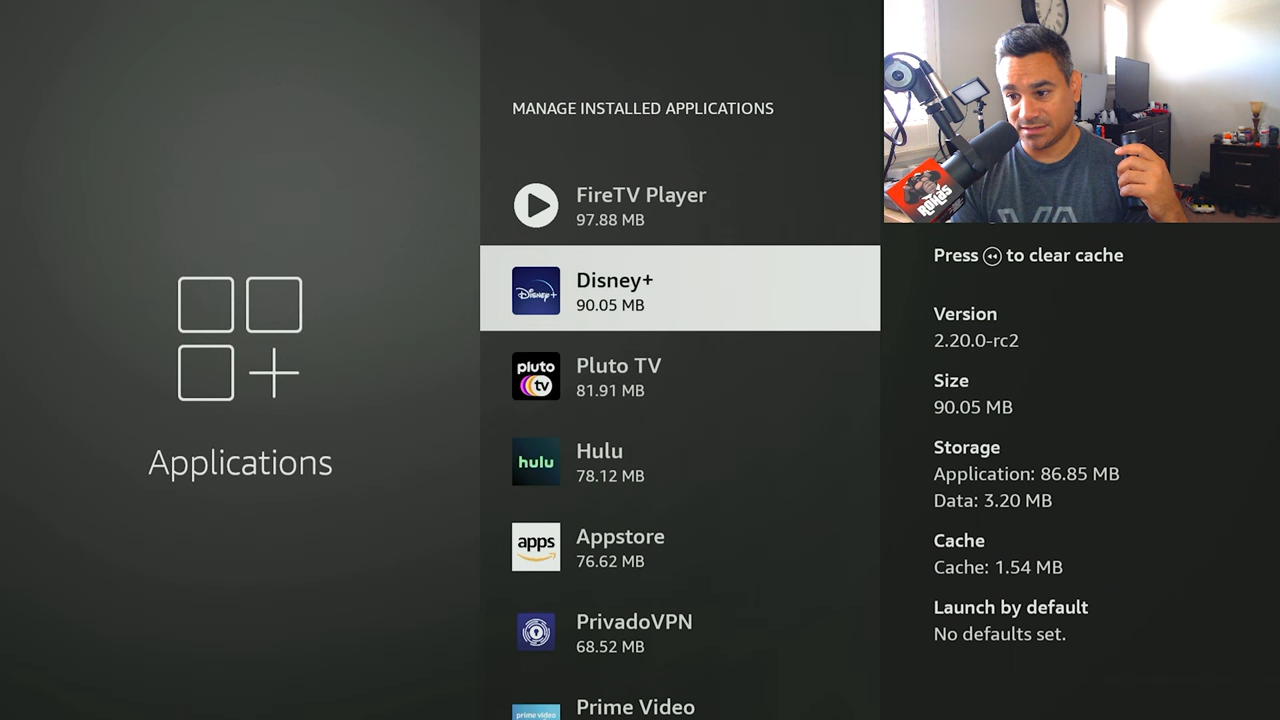 MANAGE INSTALLED APPLICATIONS
FireTV Player
97.88 MB
Disney+
Disney+
90.05 MB
pluto
tv
Pluto TV
81.91 MB
hulu
Hulu
78.12 MB
apps
Appstore
76.62 MB
PrivadoVPN
68.52 MB
prime video
Prime Video
Applications
Press to clear cache
Version
2.20.0-rc2
Size
90.05 MB
Storage
Application: 86.85 MB
Data: 3.20 MB
Cache
Cache: 1.54 MB
Launch by default
No defaults set.